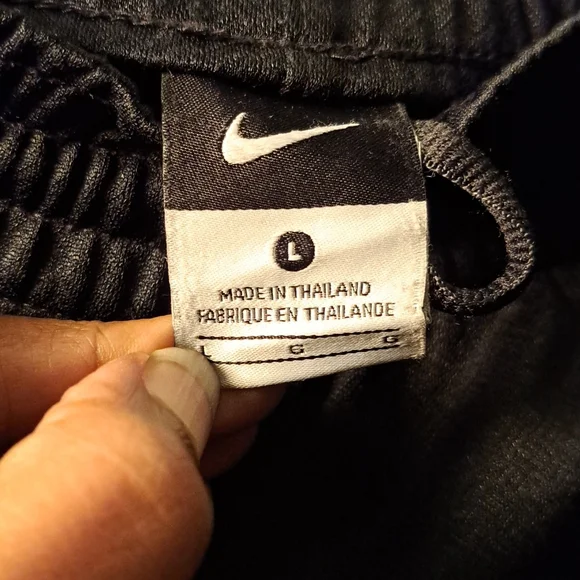 L
MADE IN THAILAND
FABRIQUE EN THAILANDE
L G G